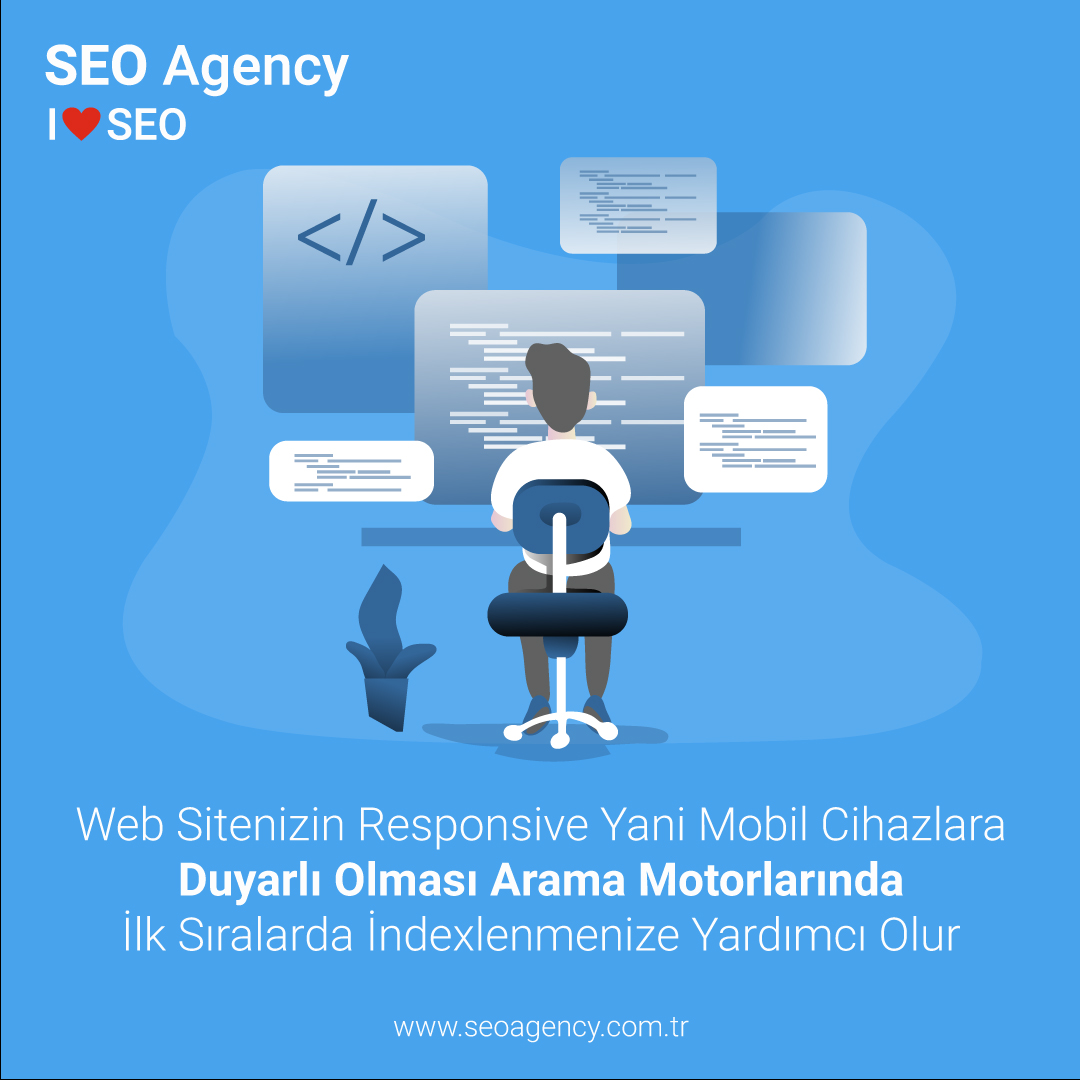 SEO Agency
I❤SEO
</>
Web Sitenizin Responsive Yani Mobil Cihazlara
Duyarlı Olması Arama Motorlarında
İlk Sıralarda İndexlenmenize Yardımcı Olur
www.seoagency.com.tr